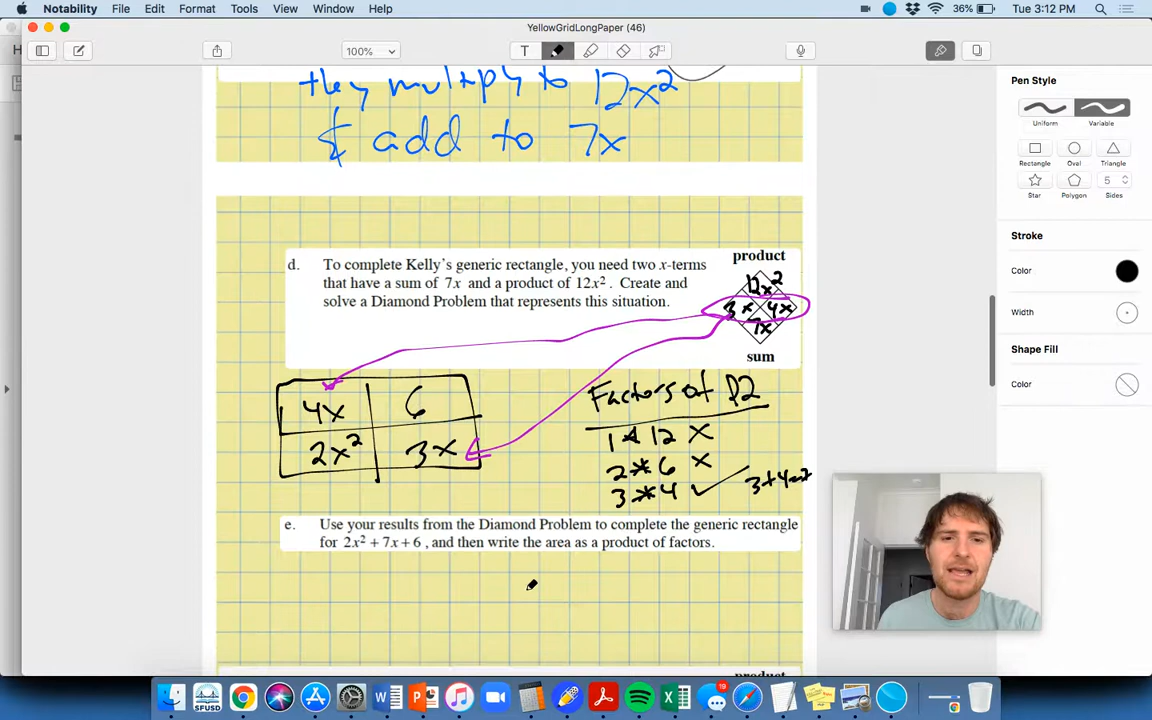 Notability File Edit Format Tools View Window Help 36% Tue 3:12 PM
YellowGridLongPaper (46)
100%
T
Pen Style
Uniform Variable
Rectangle Oval Triangle
Star Polygon 5 Sides
Stroke
Color
Width
Shape Fill
Color
they multiply to 12x²
& add to 7x
product
d. To complete Kelly's generic rectangle, you need two x-terms
that have a sum of 7x and a product of 12x². Create and
solve a Diamond Problem that represents this situation.
12x²
3x 4x
7x
sum
4x 6
2x² 3x
Factors of 12
1 * 12 X
2 * 6 X
3 * 4 ✓
e. Use your results from the Diamond Problem to complete the generic rectangle
for 2x² + 7x + 6, and then write the area as a product of factors.
SFUSD
19